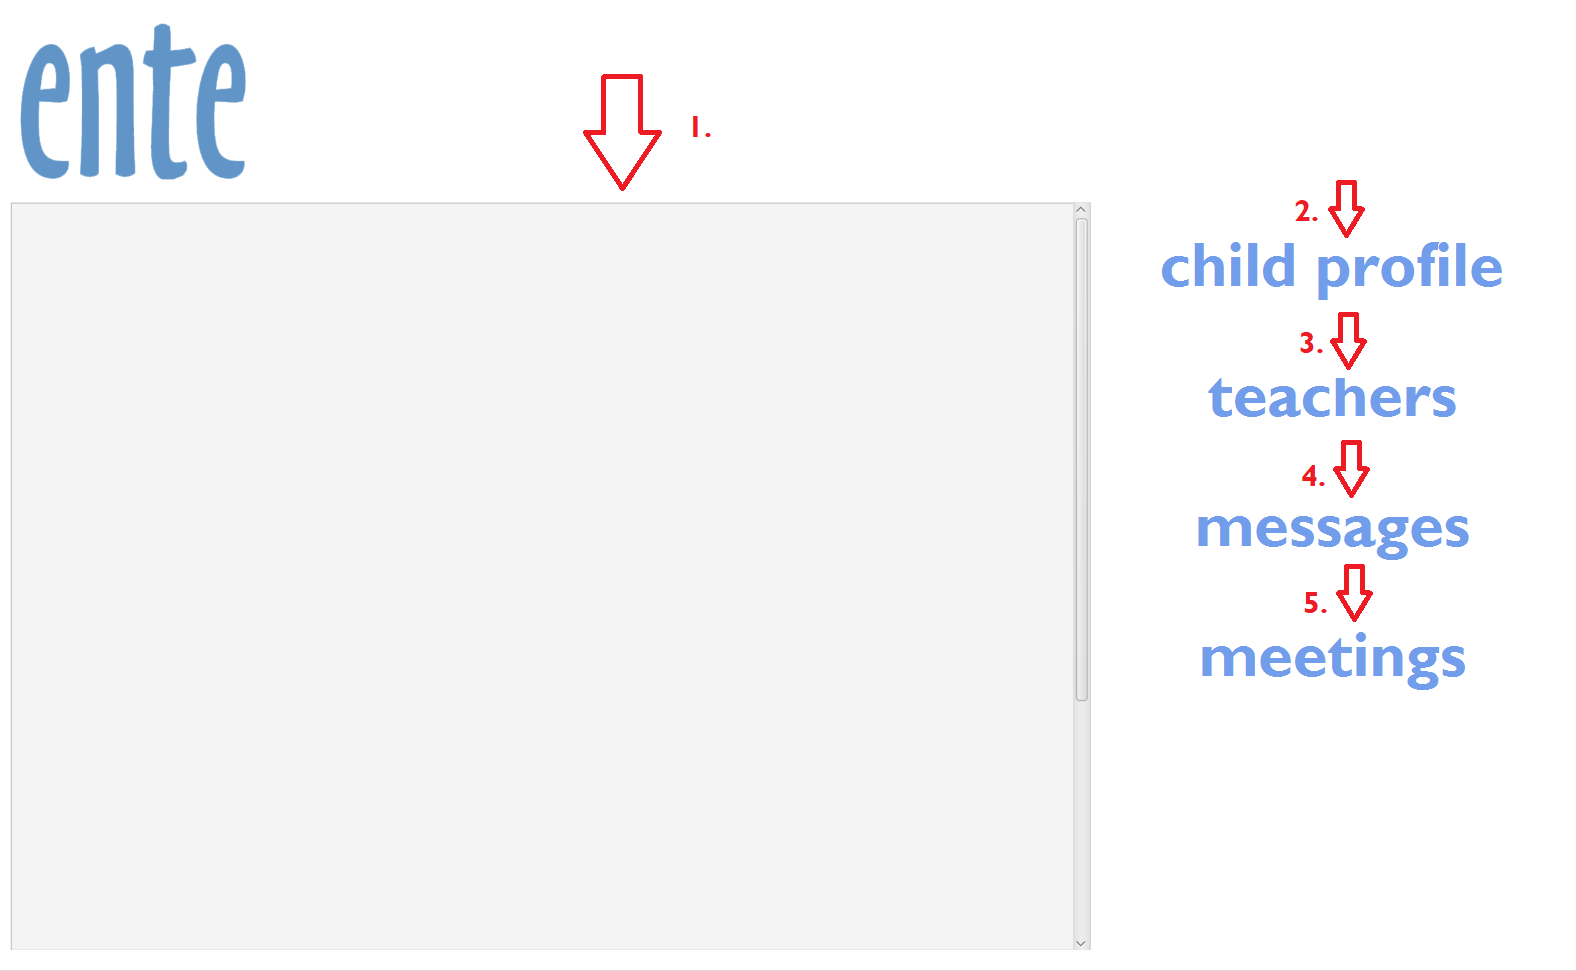 ente
1.
2.
child profile
3.
teachers
4.
messages
5.
meetings